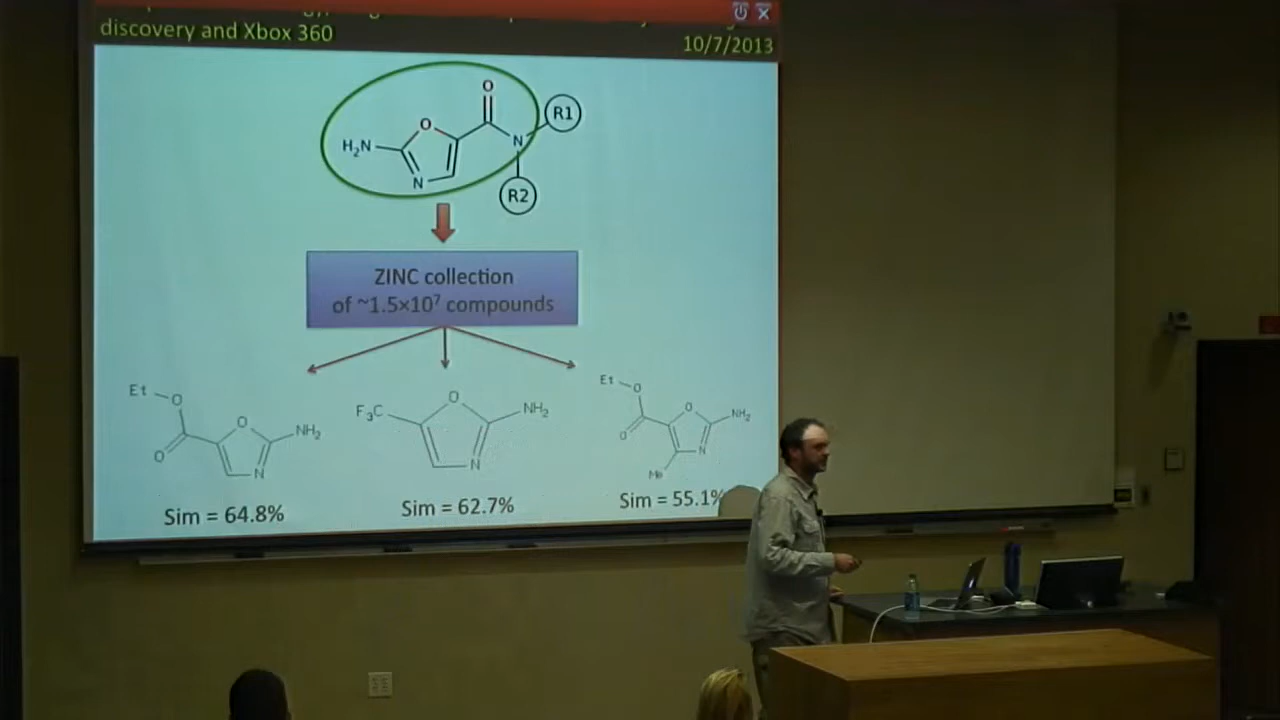 discovery and Xbox 360
10/7/2013
O
R1
O
H₂N
N
N
R2
ZINC collection
of ~1.5×10⁷ compounds
Et
O
O
NH₂
O
N
Sim = 64.8%
O
F₃C
NH₂
N
Sim = 62.7%
Et
O
O
NH₂
O
N
Me
Sim = 55.1%